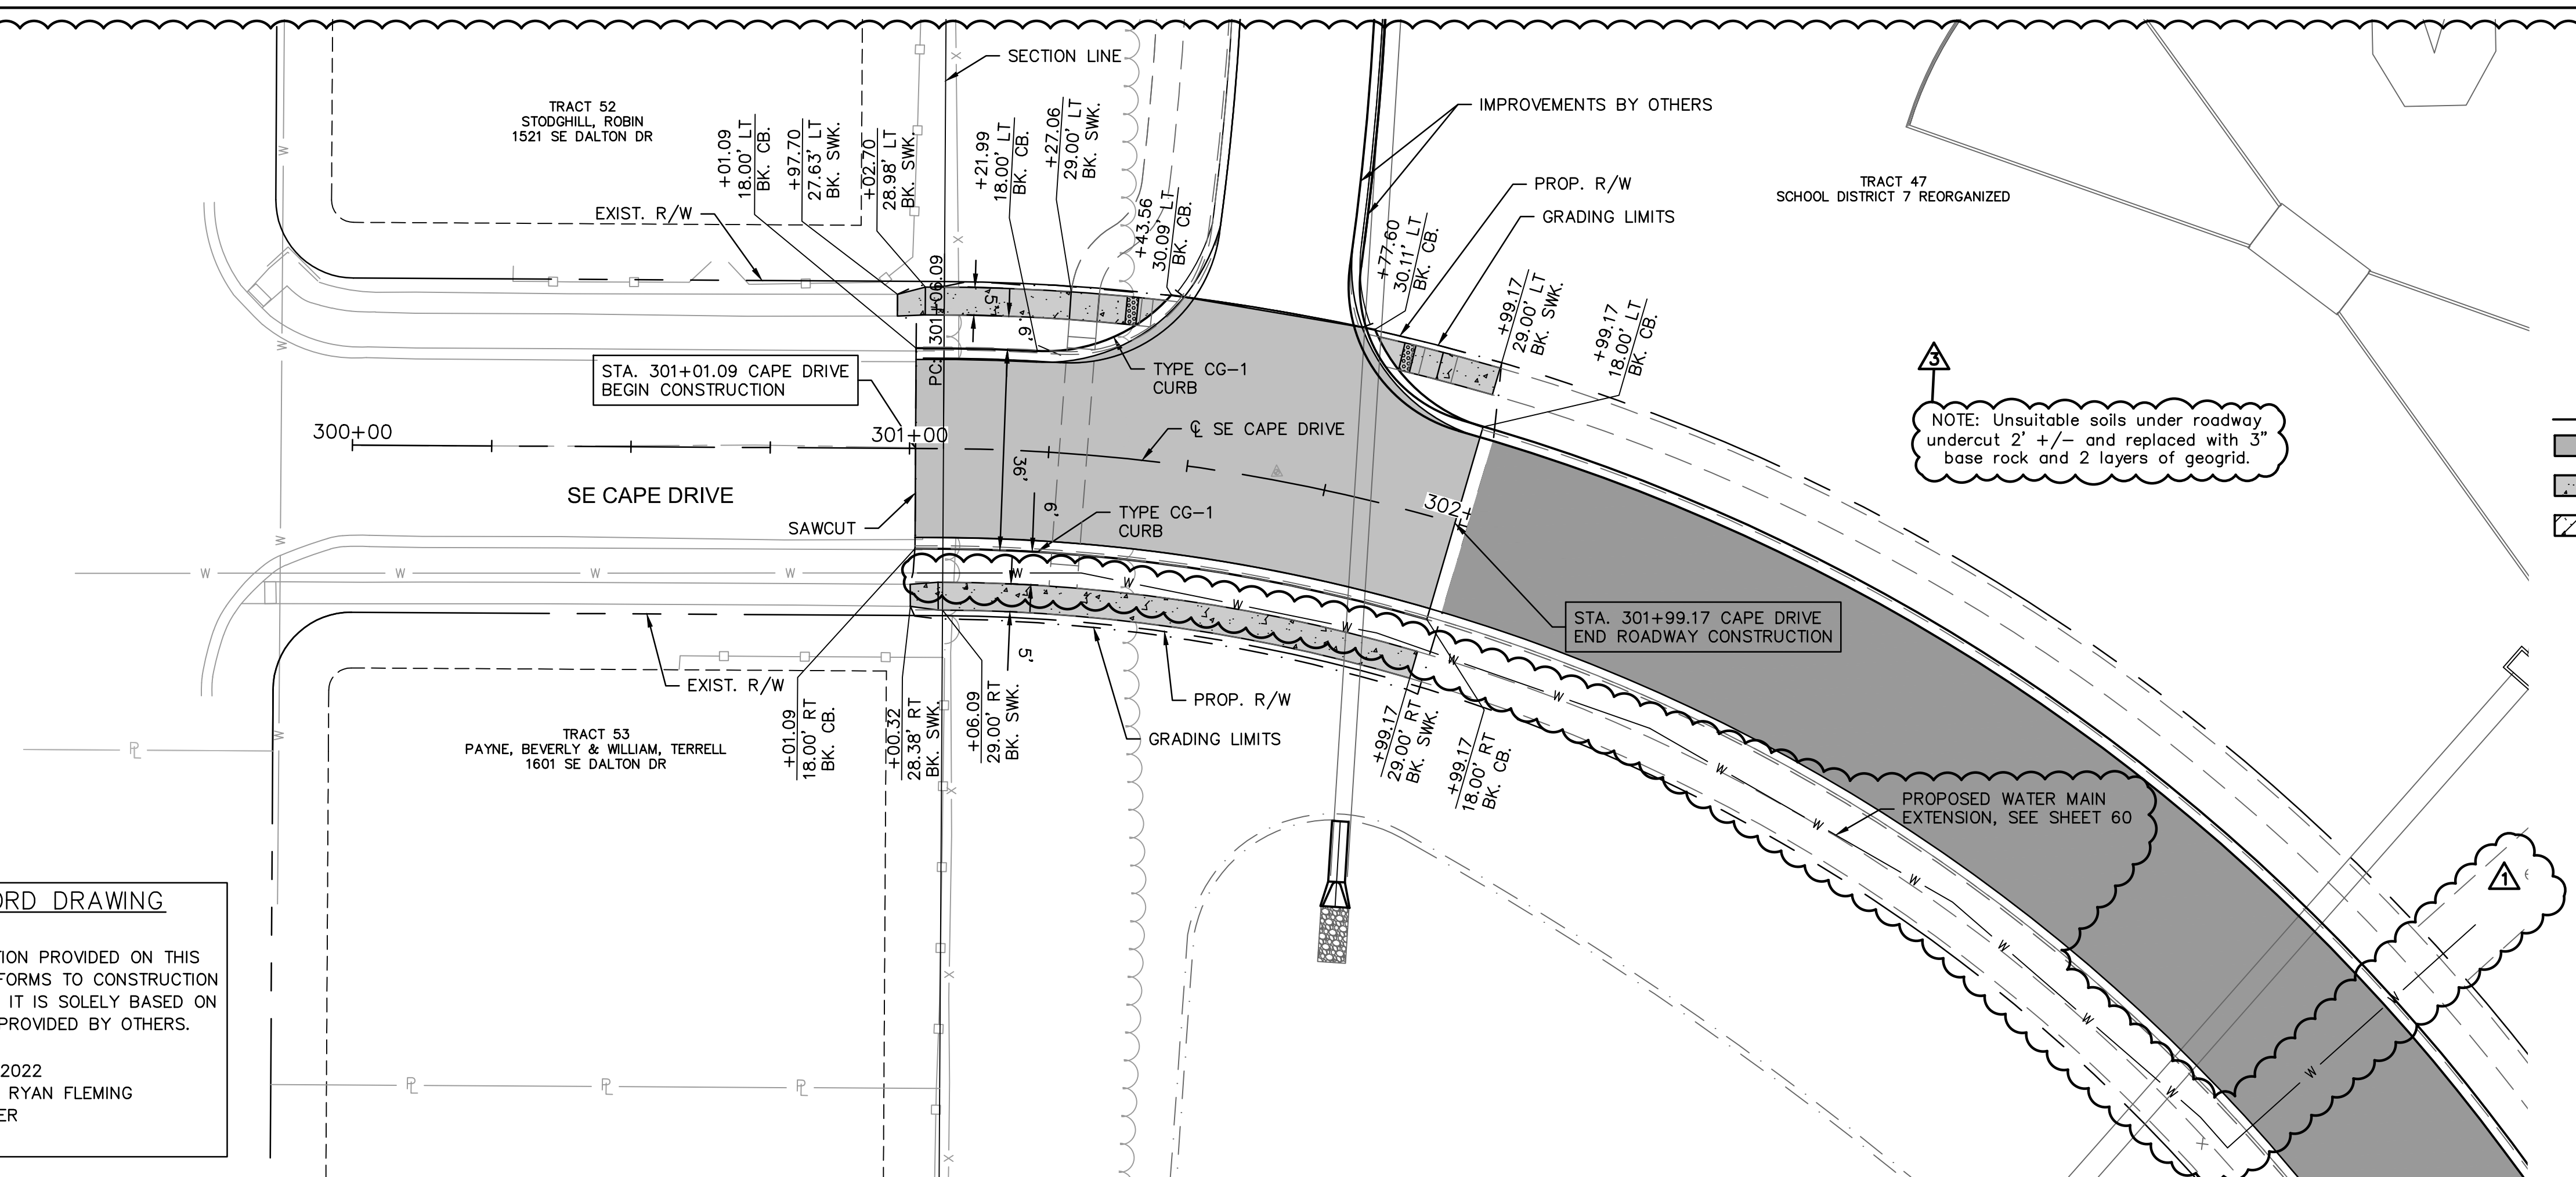 SECTION LINE
IMPROVEMENTS BY OTHERS
TRACT 52
STODGHILL, ROBIN
1521 SE DALTON DR
+01.09
18.00' LT
BK. CB.
+97.70
27.63' LT
BK. SWK.
+02.70
28.98' LT
BK. SWK.
+21.99
18.00' LT
BK. CB.
+27.06
29.00' LT
BK. SWK.
+43.56
30.09' LT
BK. CB.
EXIST. R/W
PROP. R/W
GRADING LIMITS
TRACT 47
SCHOOL DISTRICT 7 REORGANIZED
+77.60
30.11' LT
BK. CB.
+99.17
29.00' LT
BK. SWK.
+99.17
18.00' LT
BK. CB.
PC: 301+06.09
5'
6'
STA. 301+01.09 CAPE DRIVE
BEGIN CONSTRUCTION
TYPE CG-1
CURB
3
NOTE: Unsuitable soils under roadway
undercut 2' +/- and replaced with 3"
base rock and 2 layers of geogrid.
300+00
301+00
℄ SE CAPE DRIVE
36'
SE CAPE DRIVE
SAWCUT
6'
TYPE CG-1
CURB
302+
W W W W W W W W
STA. 301+99.17 CAPE DRIVE
END ROADWAY CONSTRUCTION
5'
EXIST. R/W
PROP. R/W
GRADING LIMITS
+01.09
18.00' RT
BK. CB.
+00.32
28.38' RT
BK. SWK.
+06.09
29.00' RT
BK. SWK.
+99.17
29.00' RT
BK. SWK.
+99.17
18.00' RT
BK. CB.
TRACT 53
PAYNE, BEVERLY & WILLIAM, TERRELL
1601 SE DALTON DR
PROPOSED WATER MAIN
EXTENSION, SEE SHEET 60
1
ORD DRAWING
TION PROVIDED ON THIS
FORMS TO CONSTRUCTION
IT IS SOLELY BASED ON
PROVIDED BY OTHERS.
2022
RYAN FLEMING
ER
PL PL PL PL